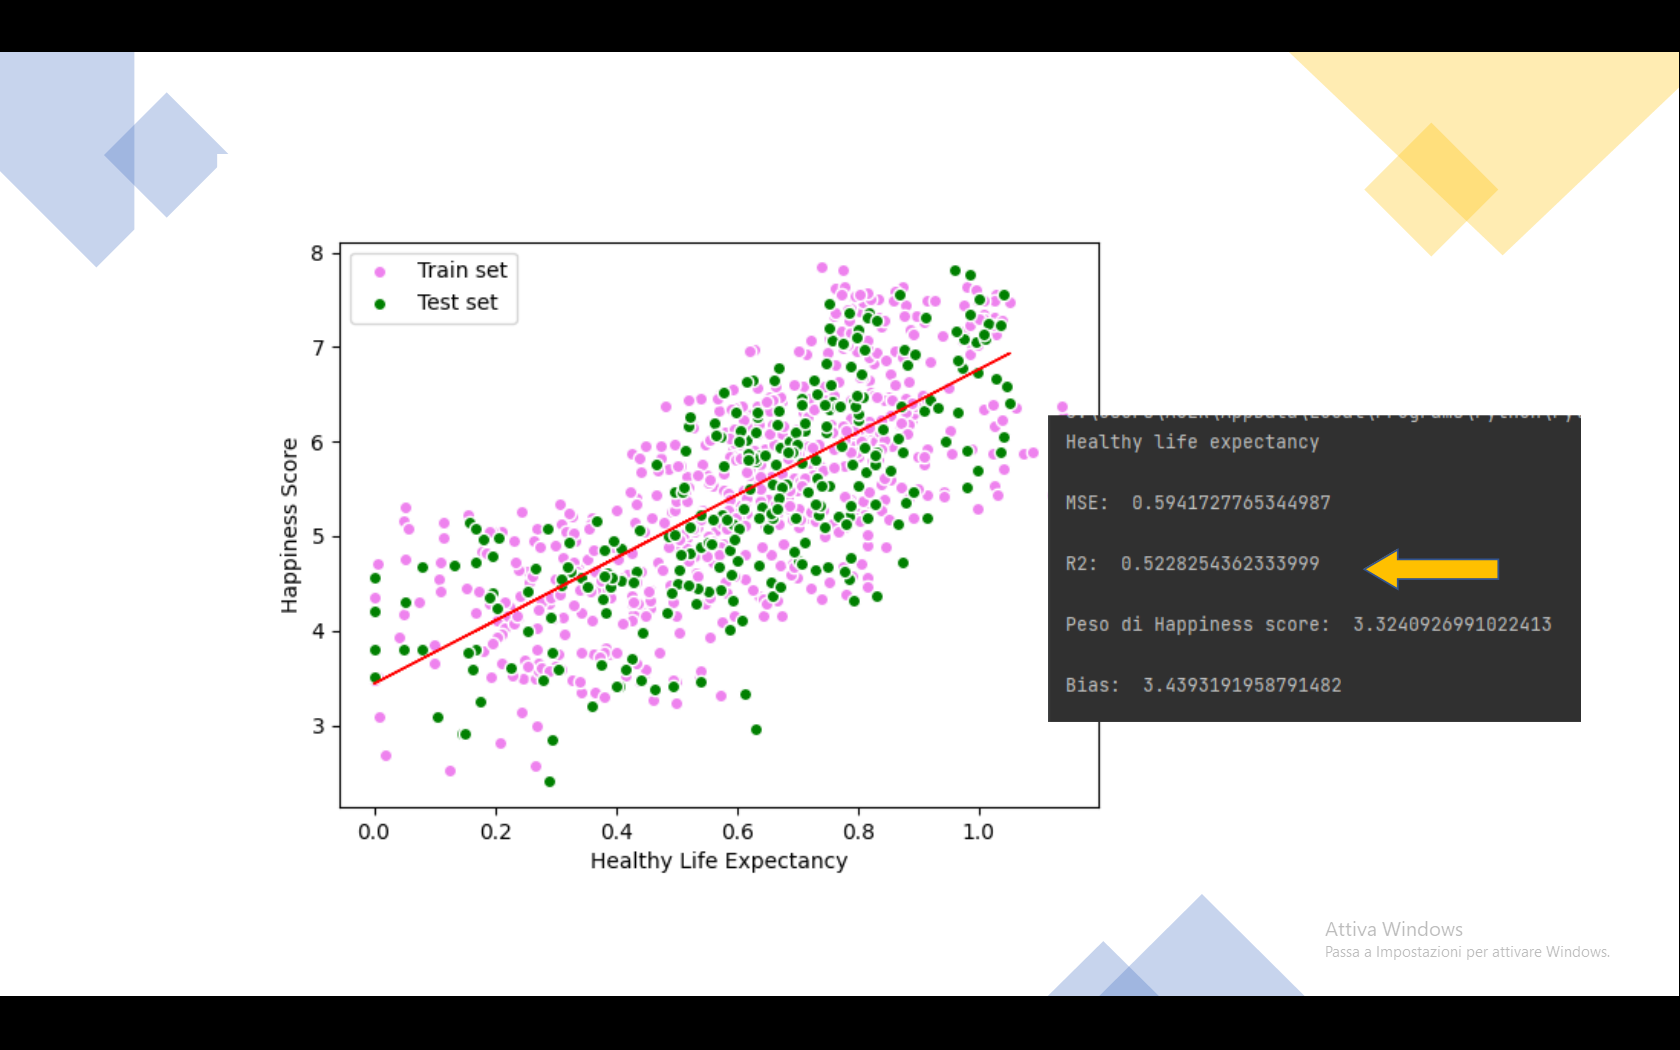 8
Train set
Test set
7
6
5
4
3
Happiness Score
0.0 0.2 0.4 0.6 0.8 1.0
Healthy Life Expectancy
Healthy life expectancy
MSE: 0.5941727765344987
R2: 0.5228254362333999
Peso di Happiness score: 3.3240926991022413
Bias: 3.4393191958791482
Attiva Windows
Passa a Impostazioni per attivare Windows.